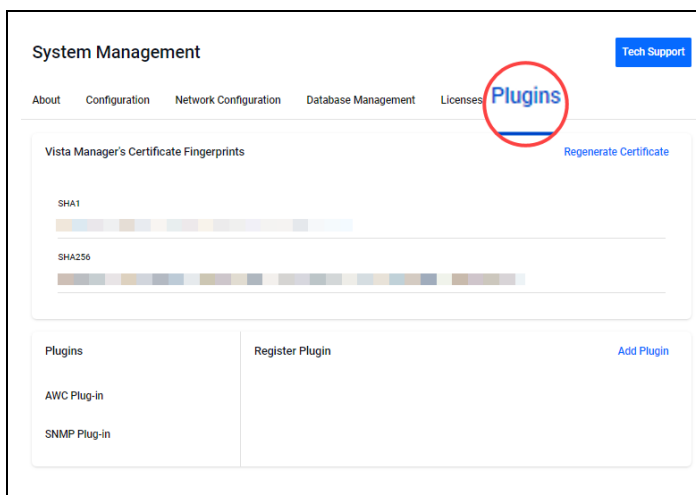 System Management
Tech Support
About Configuration Network Configuration Database Management Licenses Plugins
Vista Manager's Certificate Fingerprints Regenerate Certificate
SHA1
SHA256
Plugins Register Plugin Add Plugin
AWC Plug-in
SNMP Plug-in